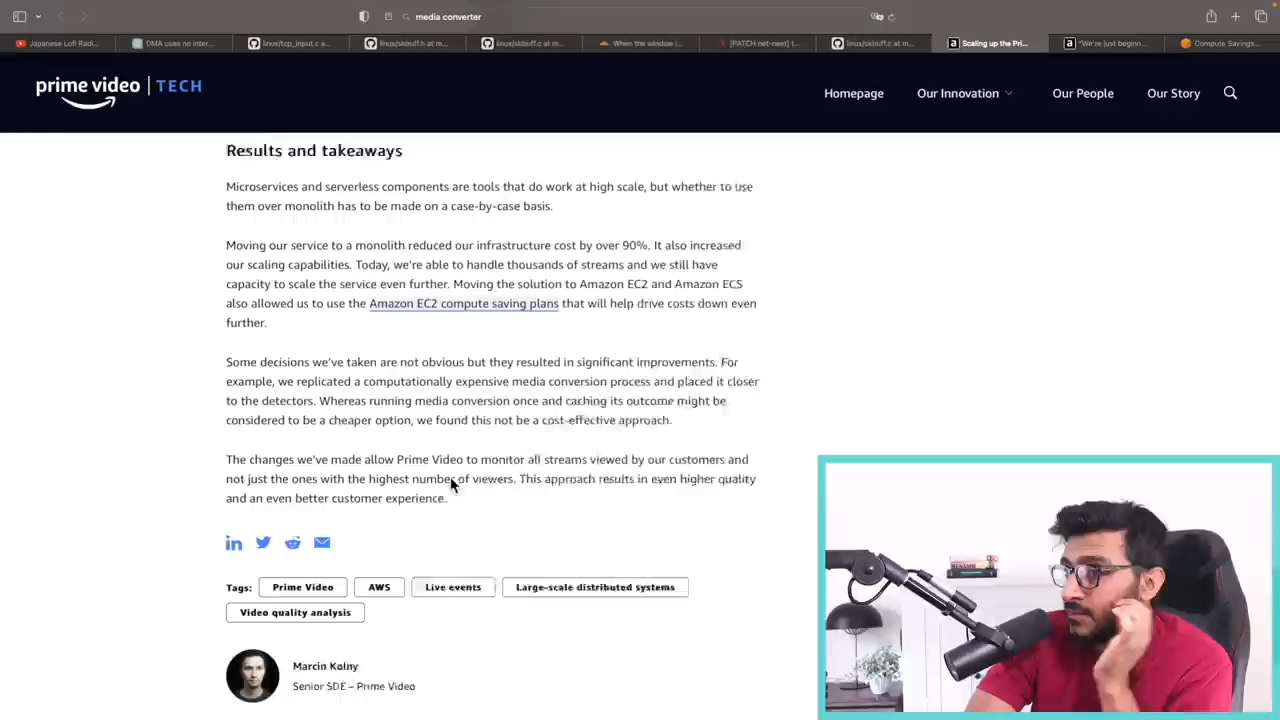 media converter
Japanese Lofi Radi...
DMA uses no inter...
linux/tcp_input.c a...
linux/skbuff.h at m...
linux/skbuff.c at m...
When the window i...
[PATCH net-next] t...
linux/skbuff.c at m...
Scaling up the Pri...
"We're just beginn...
Compute Savings...
prime video | TECH
Homepage
Our Innovation
Our People
Our Story
Results and takeaways
Microservices and serverless components are tools that do work at high scale, but whether to use
them over monolith has to be made on a case-by-case basis.
Moving our service to a monolith reduced our infrastructure cost by over 90%. It also increased
our scaling capabilities. Today, we're able to handle thousands of streams and we still have
capacity to scale the service even further. Moving the solution to Amazon EC2 and Amazon ECS
also allowed us to use the Amazon EC2 compute saving plans that will help drive costs down even
further.
Some decisions we've taken are not obvious but they resulted in significant improvements. For
example, we replicated a computationally expensive media conversion process and placed it closer
to the detectors. Whereas running media conversion once and caching its outcome might be
considered to be a cheaper option, we found this not be a cost-effective approach.
The changes we've made allow Prime Video to monitor all streams viewed by our customers and
not just the ones with the highest number of viewers. This approach results in even higher quality
and an even better customer experience.
Tags:
Prime Video
AWS
Live events
Large-scale distributed systems
Video quality analysis
Marcin Kolny
Senior SDE – Prime Video